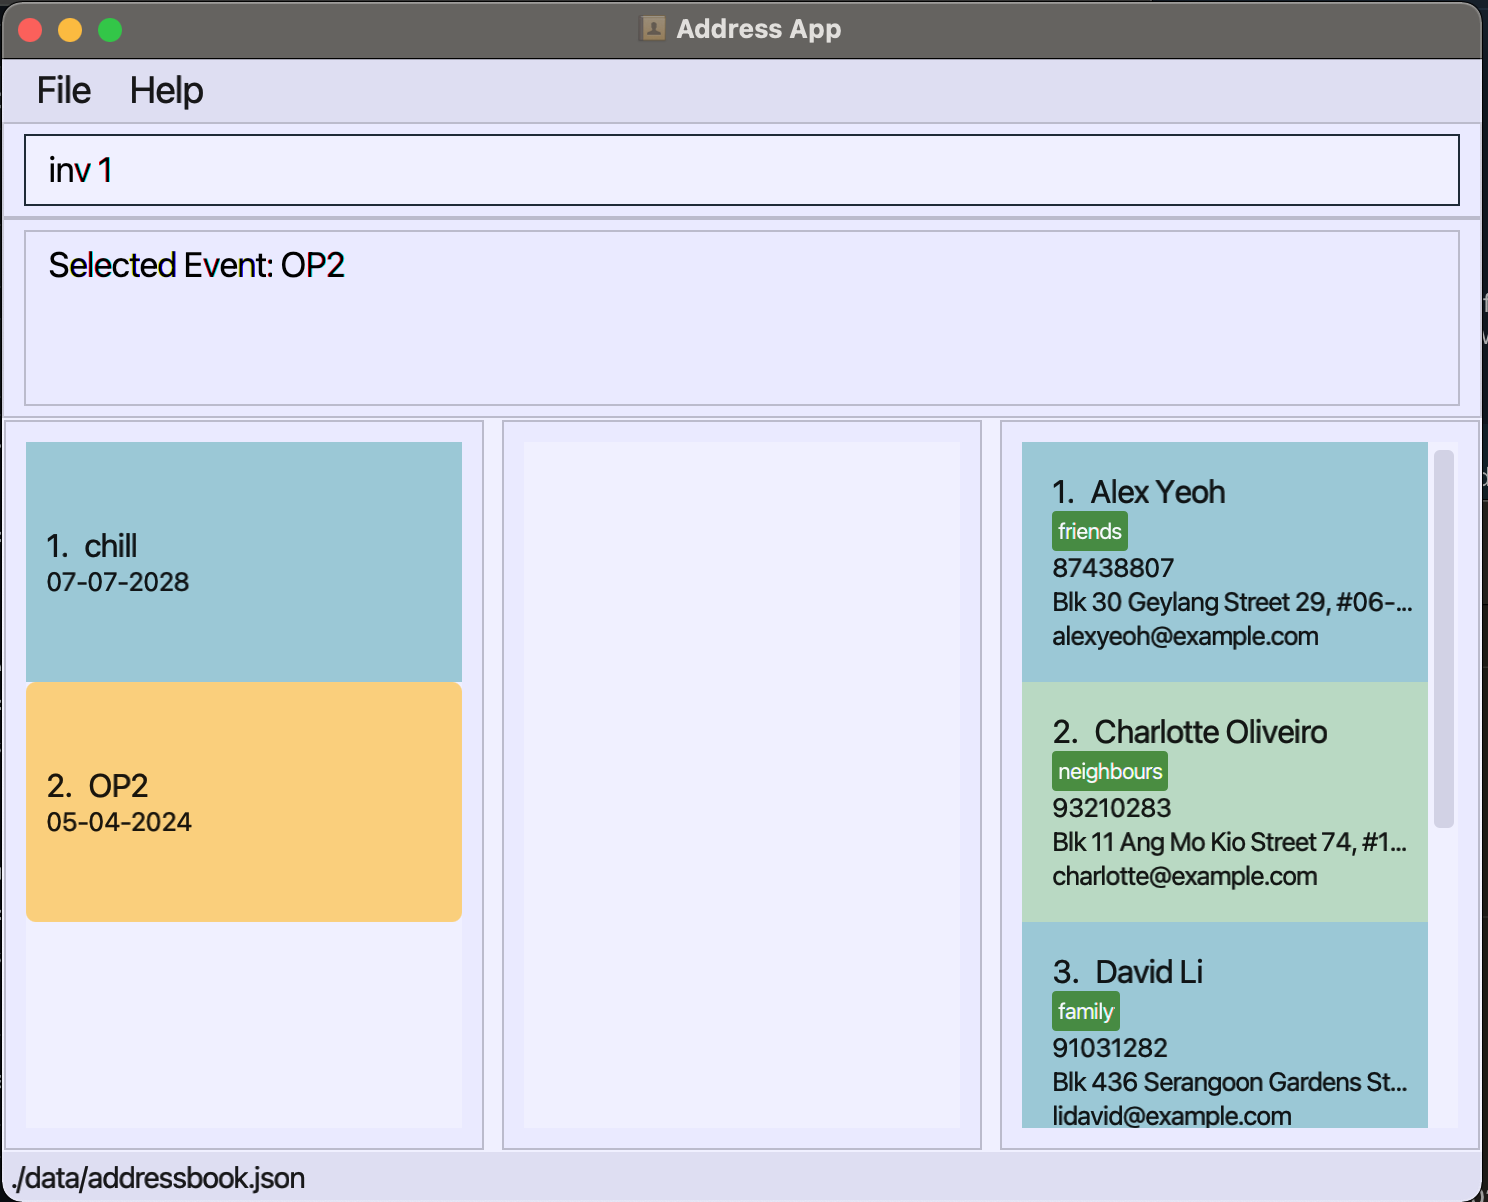 Address App
File Help
inv 1
Selected Event: OP2
1. chill
07-07-2028
2. OP2
05-04-2024
1. Alex Yeoh
friends
87438807
Blk 30 Geylang Street 29, #06-...
alexyeoh@example.com
2. Charlotte Oliveiro
neighbours
93210283
Blk 11 Ang Mo Kio Street 74, #1...
charlotte@example.com
3. David Li
family
91031282
Blk 436 Serangoon Gardens St...
lidavid@example.com
./data/addressbook.json